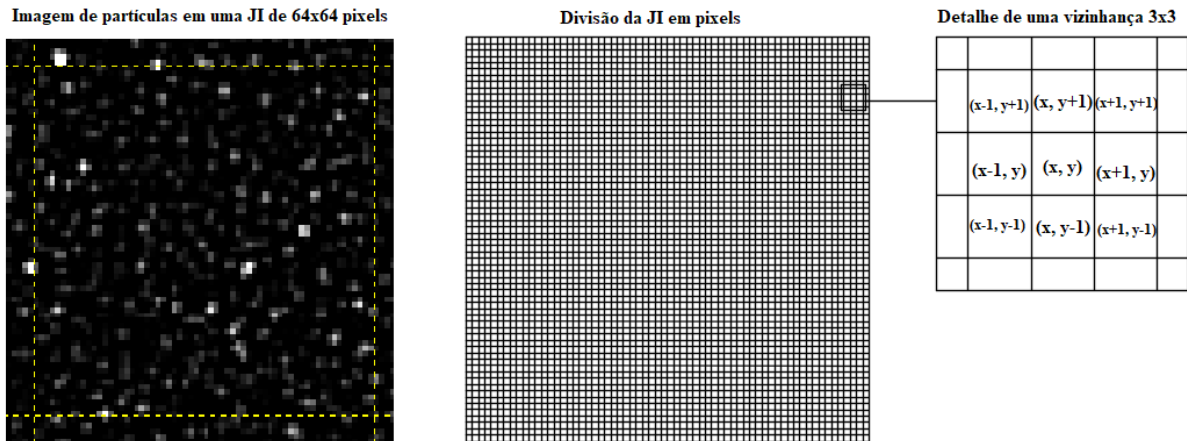 Imagem de partículas em uma JI de 64x64 pixels
Divisão da JI em pixels
Detalhe de uma vizinhança 3x3
(x-1, y+1) (x, y+1) (x+1, y+1)
(x-1, y) (x, y) (x+1, y)
(x-1, y-1) (x, y-1) (x+1, y-1)